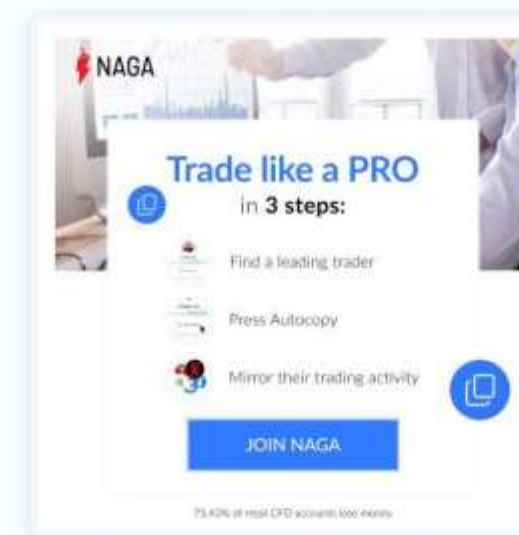 NAGA
Trade like a PRO
in 3 steps:
Find a leading trader
Press Autocopy
Mirror their trading activity
JOIN NAGA
of retail CFD accounts lose money